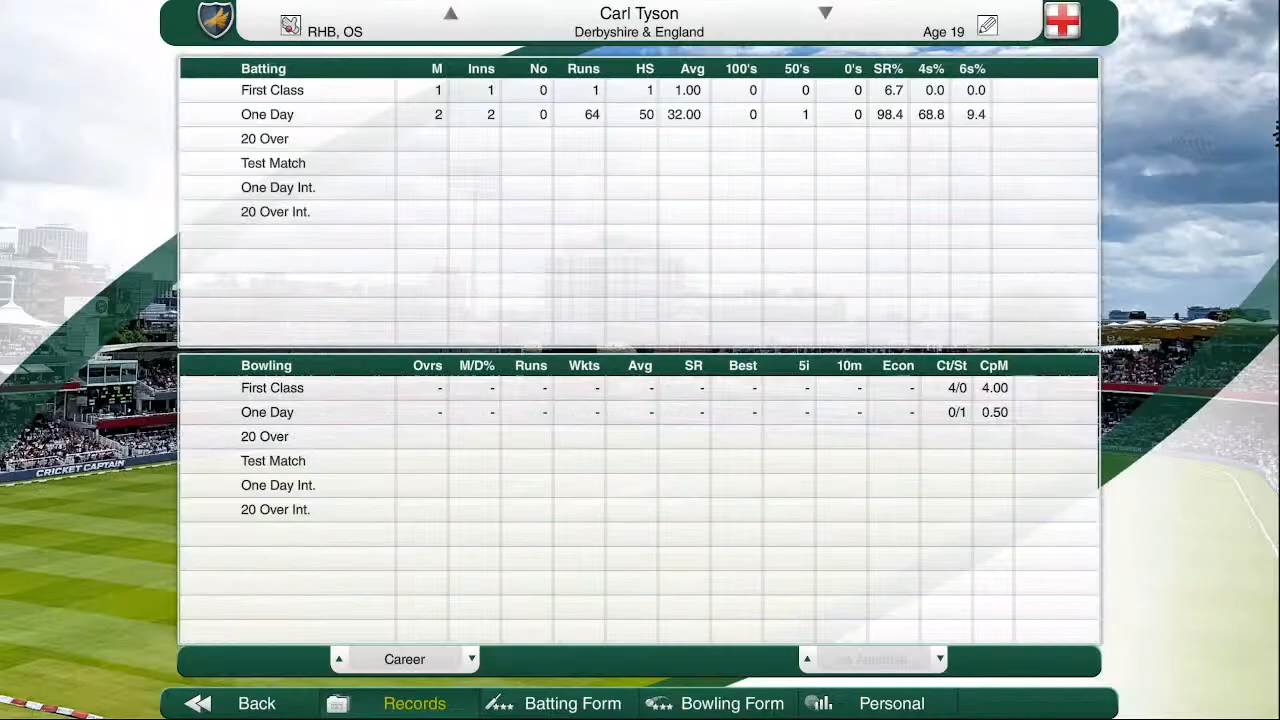 Carl Tyson
RHB, OS Derbyshire & England Age 19
Batting M Inns No Runs HS Avg 100's 50's 0's SR% 4s% 6s%
First Class 1 1 0 1 1 1.00 0 0 0 6.7 0.0 0.0
One Day 2 2 0 64 50 32.00 0 1 0 98.4 68.8 9.4
20 Over
Test Match
One Day Int.
20 Over Int.
Bowling Ovrs M/D% Runs Wkts Avg SR Best 5i 10m Econ Ct/St CpM
First Class - - - - - - - - - - 4/0 4.00
One Day - - - - - - - - - - 0/1 0.50
20 Over
Test Match
One Day Int.
20 Over Int.
CRICKET CAPTAIN
Career
Back Records Batting Form Bowling Form Personal